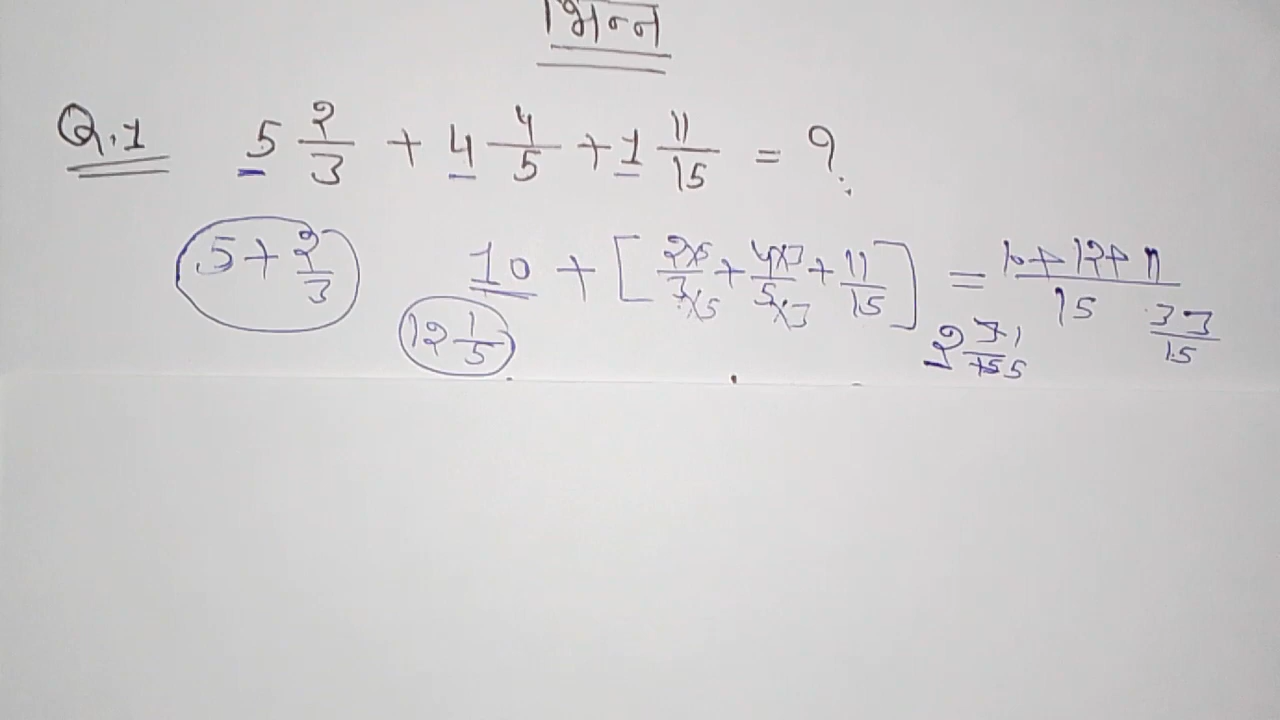 भिन्न
Q.1 5 2/3 + 4 4/5 + 1 11/15 = ?
5 + 2/3 10 + [ 2×5/3×5 + 4×3/5×3 + 11/15 ] = 10 + 12 + 11/15 33/15
12 1/5 2 3 1/15 5